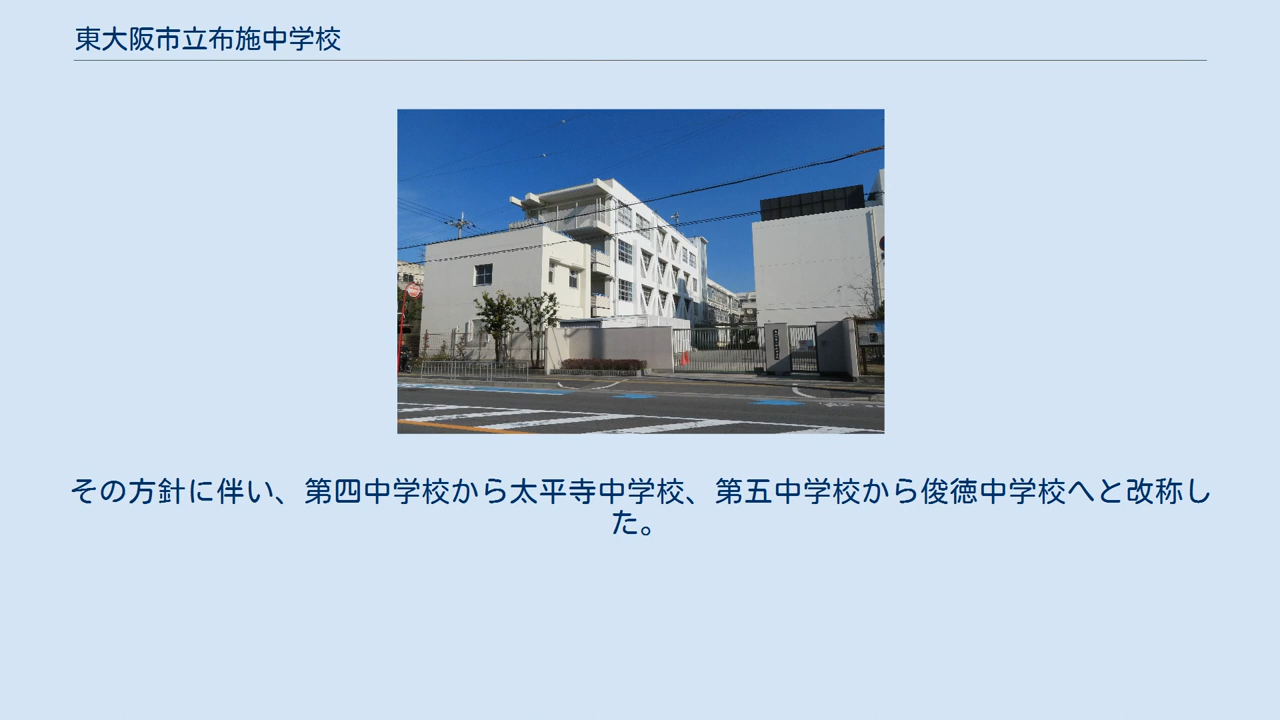 東大阪市立布施中学校
その方針に伴い、第四中学校から太平寺中学校、第五中学校から俊徳中学校へと改称し
た。